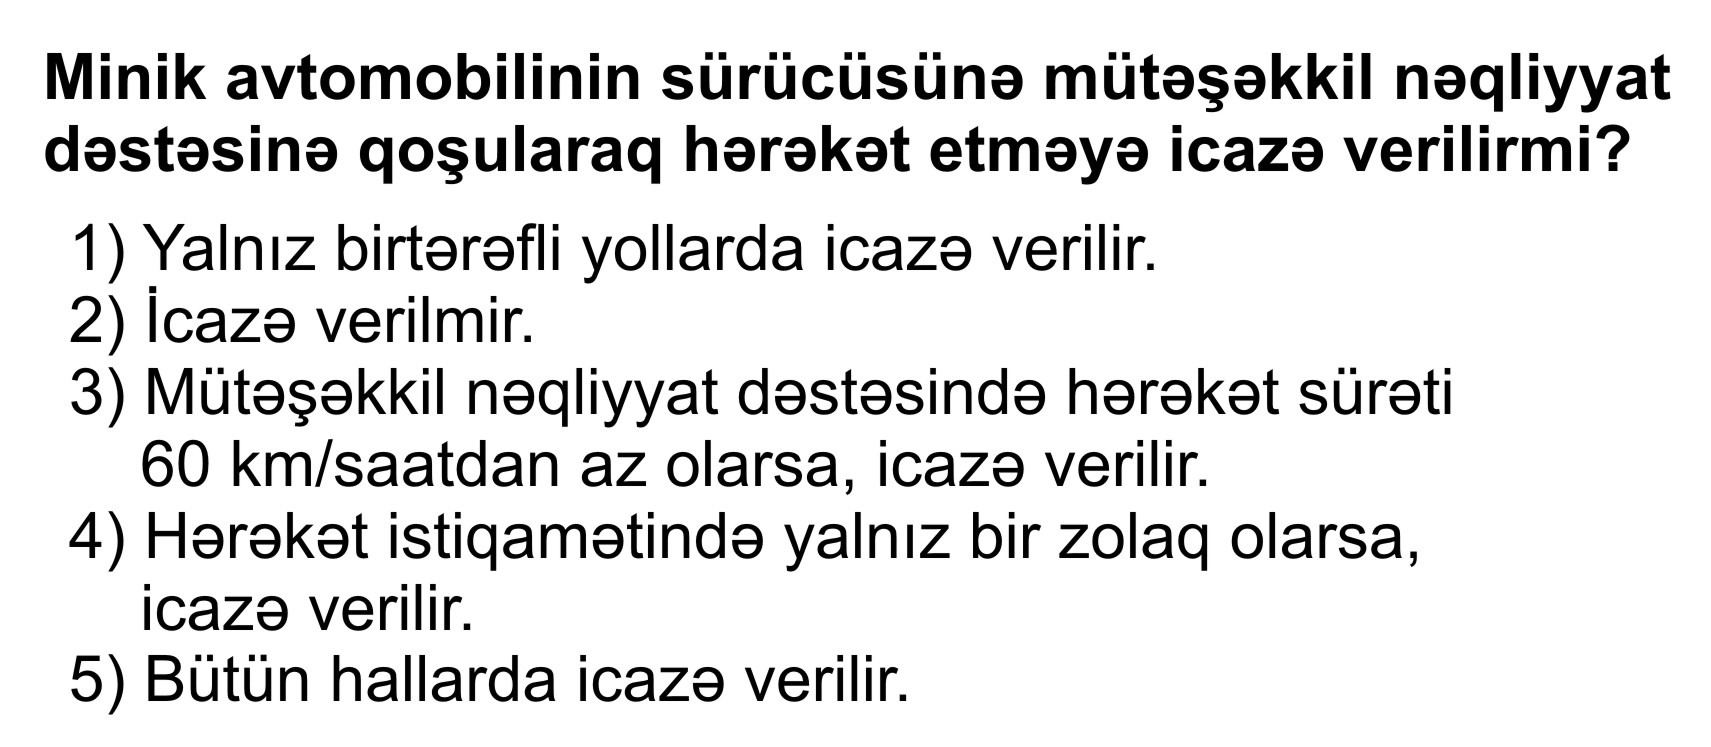 Minik avtomobilinin sürücüsünə mütəşəkkil nəqliyyat
dəstəsinə qoşularaq hərəkət etməyə icazə verilirmi?
1) Yalnız birtərəfli yollarda icazə verilir.
2) İcazə verilmir.
3) Mütəşəkkil nəqliyyat dəstəsində hərəkət sürəti
60 km/saatdan az olarsa, icazə verilir.
4) Hərəkət istiqamətində yalnız bir zolaq olarsa,
icazə verilir.
5) Bütün hallarda icazə verilir.